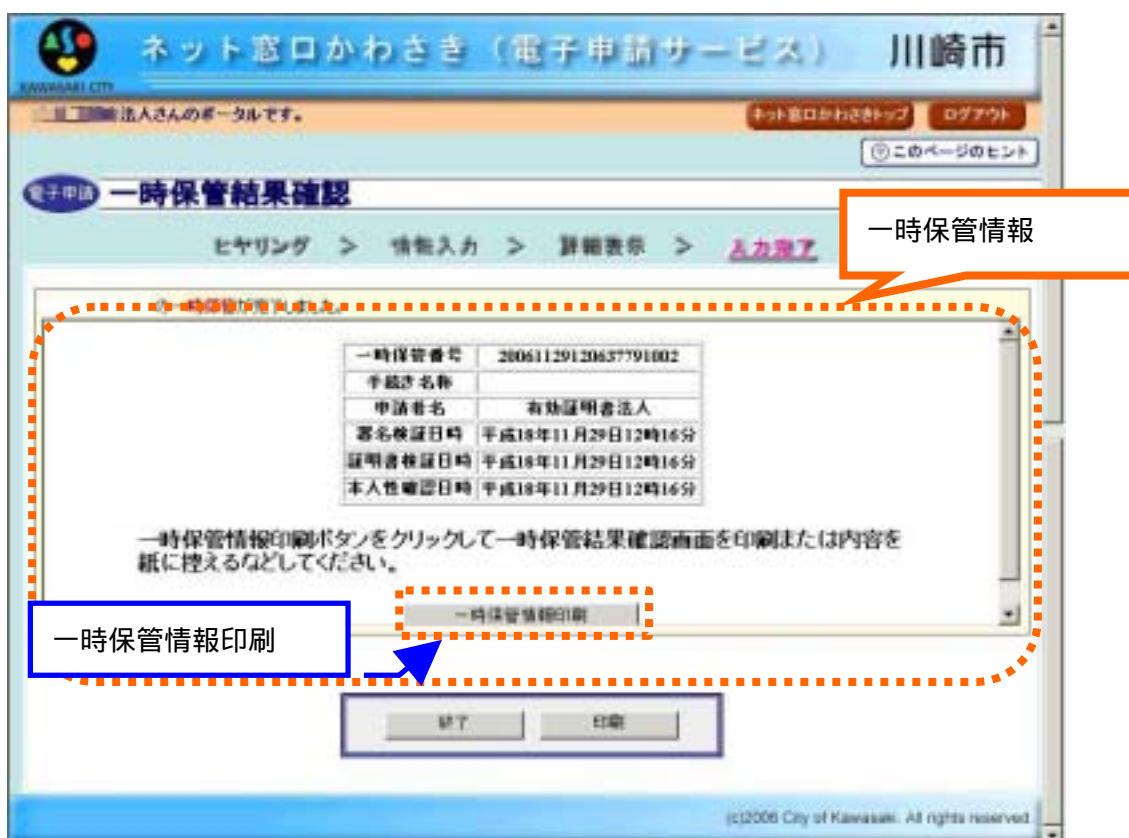 ネット窓口かわさき（電子申請サービス） 川崎市
KAWASAKI CITY
法人さんのポータルです。 ネット窓口かわさきトップ ログアウト
?このページのヒント
電子申請 一時保管結果確認
一時保管情報
ヒヤリング > 情報入力 > 詳細表示 > 入力完了
一時保管が完了しました。
一時保管番号 20061129120637791002
手続き名称
申請者名 有効証明書法人
署名検証日時 平成18年11月29日12時16分
証明書検証日時 平成18年11月29日12時16分
本人性確認日時 平成18年11月29日12時16分
一時保管情報印刷ボタンをクリックして一時保管結果確認画面を印刷または内容を
紙に控えるなどしてください。
一時保管情報印刷
一時保管情報印刷
終了 印刷
(c)2006 City of Kawasaki. All rights reserved.